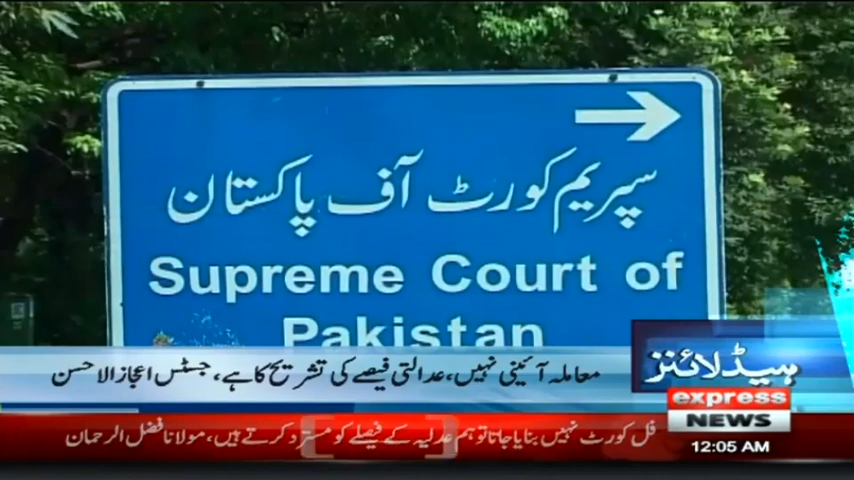 سپریم کورٹ آف پاکستان
Supreme Court of
Pakistan
ہیڈلائنز
معاملہ آئینی نہیں، عدالتی فیصلے کی تشریح کا ہے، جسٹس اعجاز الاحسن
express
NEWS
فل کورٹ نہیں بنایا جاتا تو ہم عدلیہ کے فیصلے کو مسترد کرتے ہیں، مولانا فضل الرحمان
12:05 AM